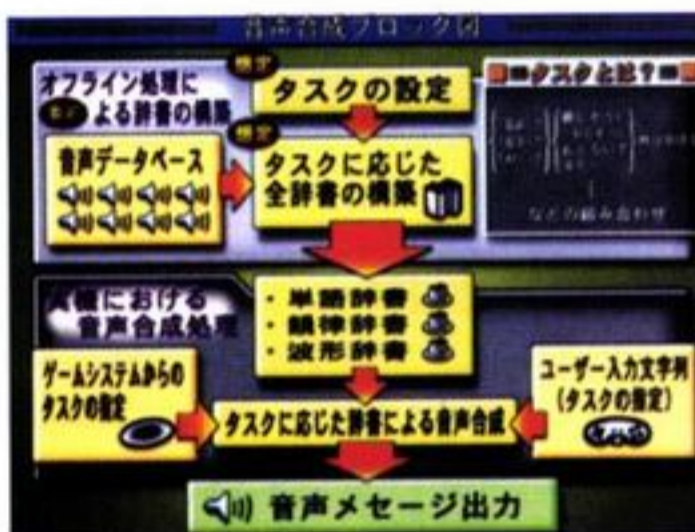 音声合成ブロック図
オフライン処理に
よる辞書の構築
タスクの設定
音声データベース
タスクに応じた
全辞書の構築
■=タスクとは?=■
などの組み合わせ
実機における
音声合成処理
・単語辞書
・韻律辞書
・波形辞書
ゲームシステムからの
タスクの指定
タスクに応じた辞書による音声合成
ユーザー入力文字列
(タスクの指定)
音声メセージ出力